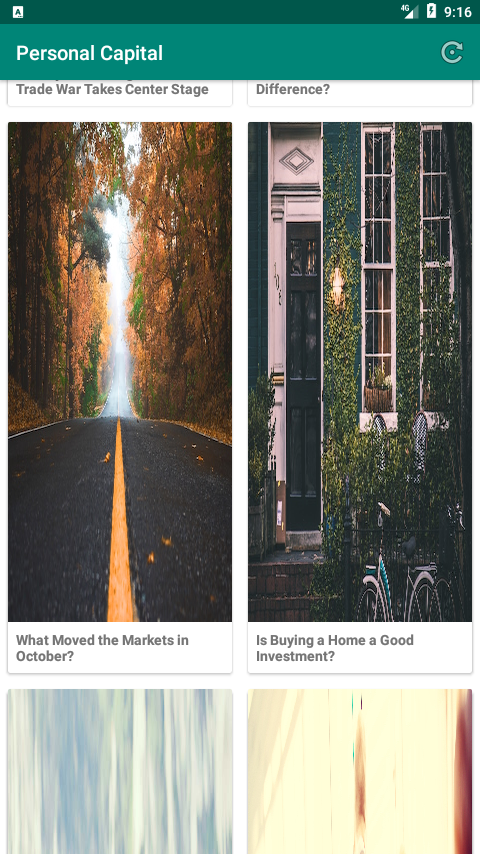 4G
9:16
Personal Capital
Trade War Takes Center Stage
Difference?
What Moved the Markets in
October?
Is Buying a Home a Good
Investment?